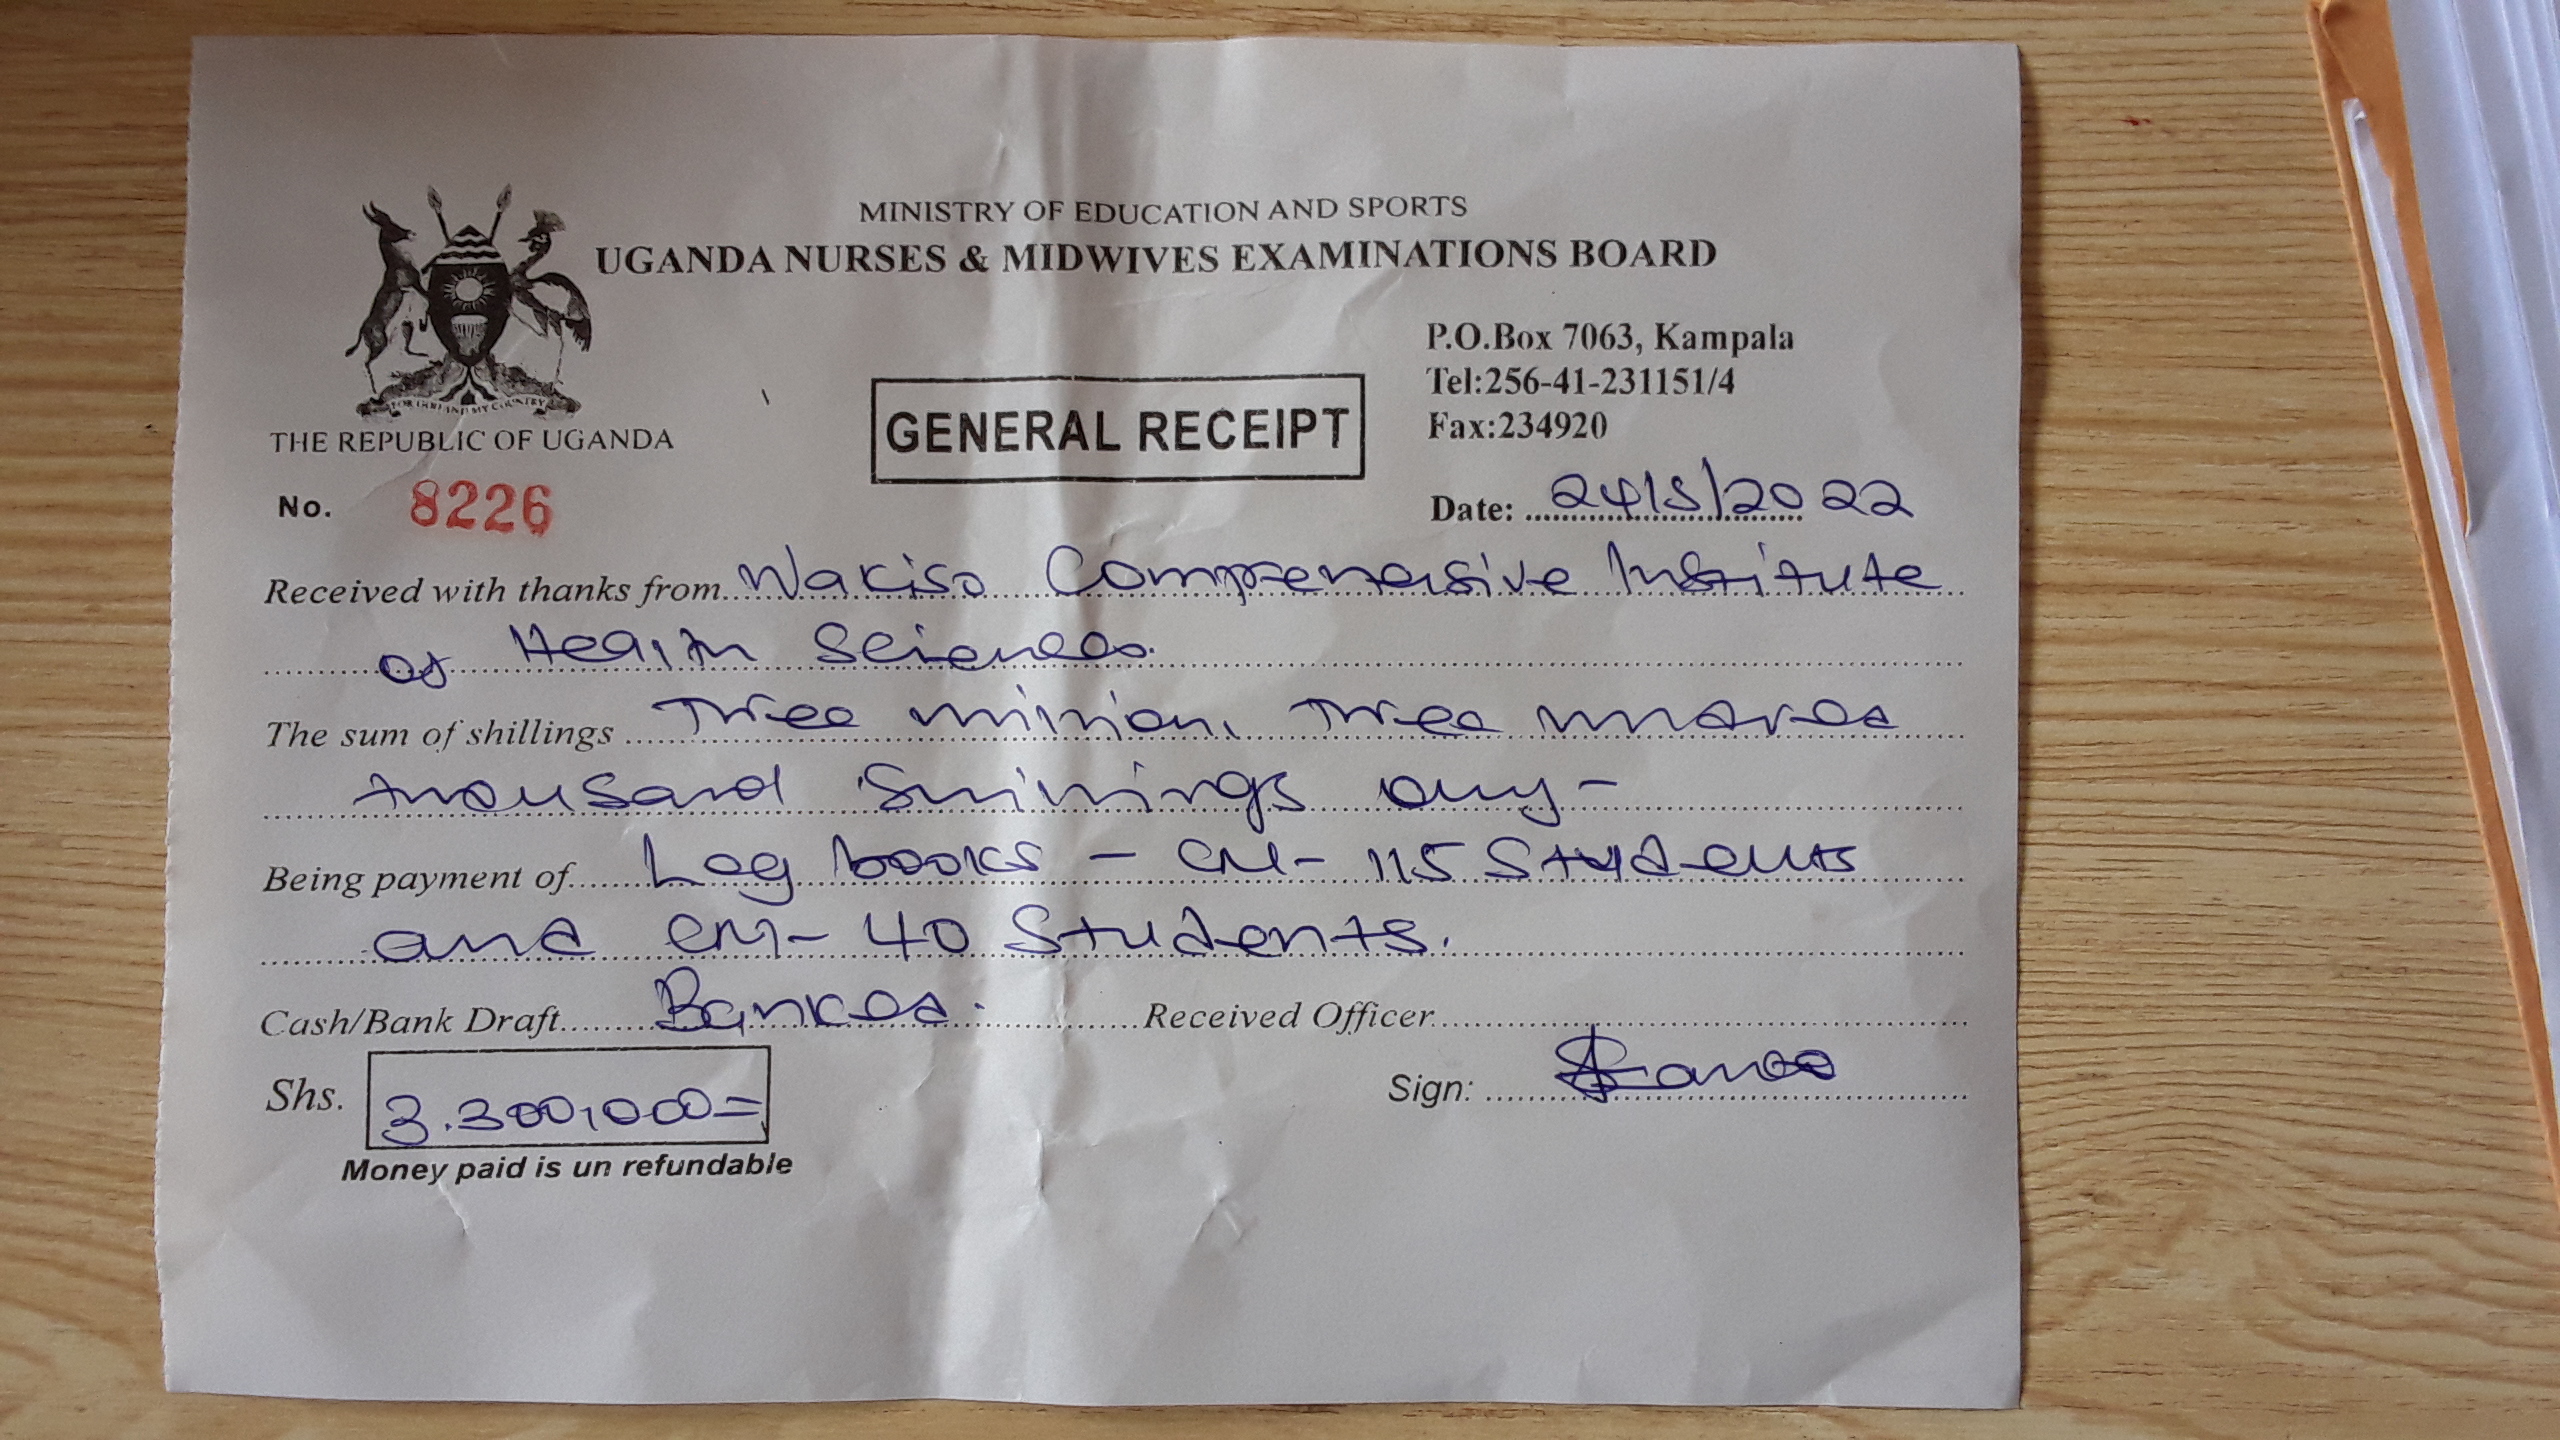 MINISTRY OF EDUCATION AND SPORTS
UGANDA NURSES & MIDWIVES EXAMINATIONS BOARD
P.O.Box 7063, Kampala
Tel:256-41-231151/4
Fax:234920
FOR GOD AND MY COUNTRY
THE REPUBLIC OF UGANDA
GENERAL RECEIPT
No. 8226
Date: 24/5/2022
Received with thanks from Wakiso Comprehensive Institute
of Health Sciences.
The sum of shillings Three million, Three hundred
thousand Shillings only-
Being payment of Log books - CN- 115 Students
and CM- 40 Students.
Cash/Bank Draft Banked. Received Officer
Shs. 3.300,000=
Sign:
Money paid is un refundable